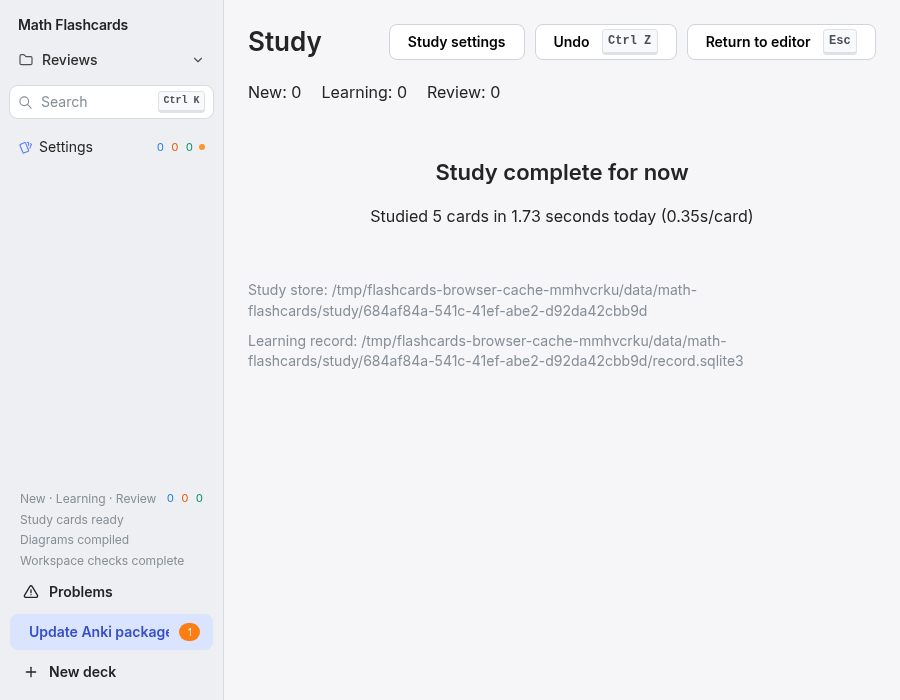 Math Flashcards
Reviews
Search Ctrl K
Settings 0 0 0
New · Learning · Review 0 0 0
Study cards ready
Diagrams compiled
Workspace checks complete
Problems
Update Anki package 1
New deck
Study
Study settings
Undo Ctrl Z
Return to editor Esc
New: 0 Learning: 0 Review: 0
Study complete for now
Studied 5 cards in 1.73 seconds today (0.35s/card)
Study store: /tmp/flashcards-browser-cache-mmhvcrku/data/math-
flashcards/study/684af84a-541c-41ef-abe2-d92da42cbb9d
Learning record: /tmp/flashcards-browser-cache-mmhvcrku/data/math-
flashcards/study/684af84a-541c-41ef-abe2-d92da42cbb9d/record.sqlite3